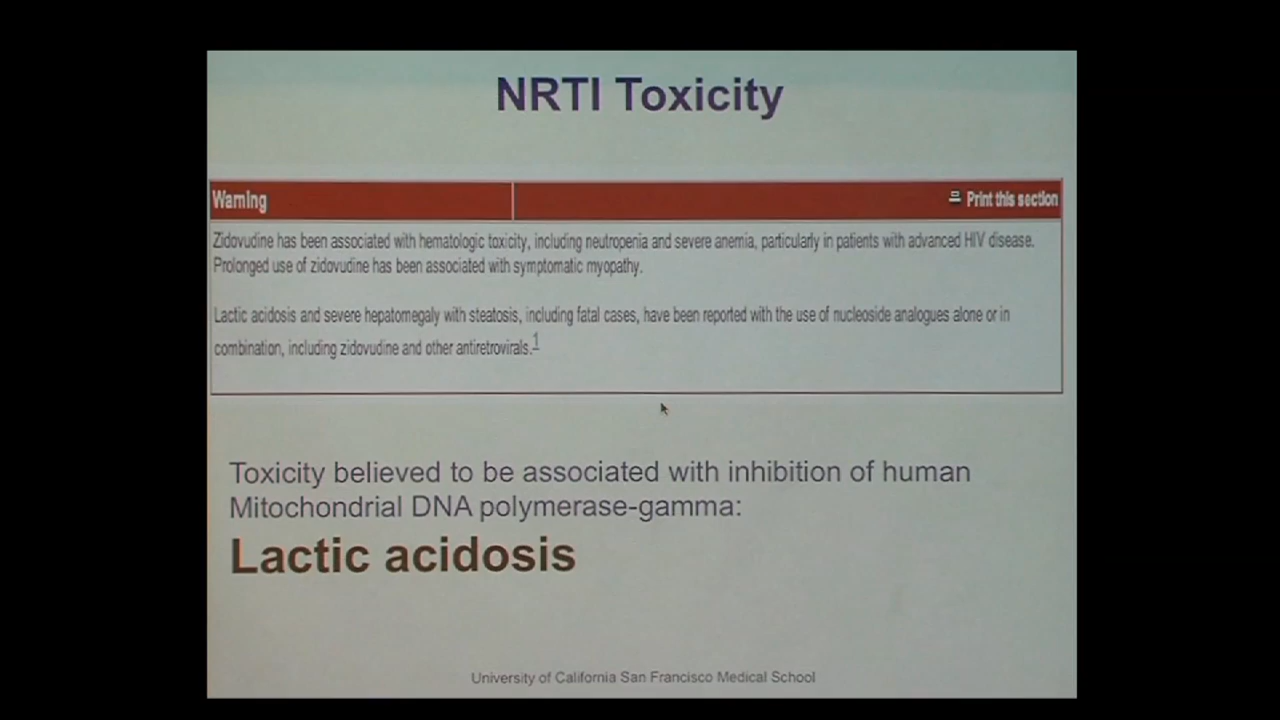 NRTI Toxicity
Warning
Print this section
Zidovudine has been associated with hematologic toxicity, including neutropenia and severe anemia, particularly in patients with advanced HIV disease.
Prolonged use of zidovudine has been associated with symptomatic myopathy.
Lactic acidosis and severe hepatomegaly with steatosis, including fatal cases, have been reported with the use of nucleoside analogues alone or in
combination, including zidovudine and other antiretrovirals.1
Toxicity believed to be associated with inhibition of human
Mitochondrial DNA polymerase-gamma:
Lactic acidosis
University of California San Francisco Medical School